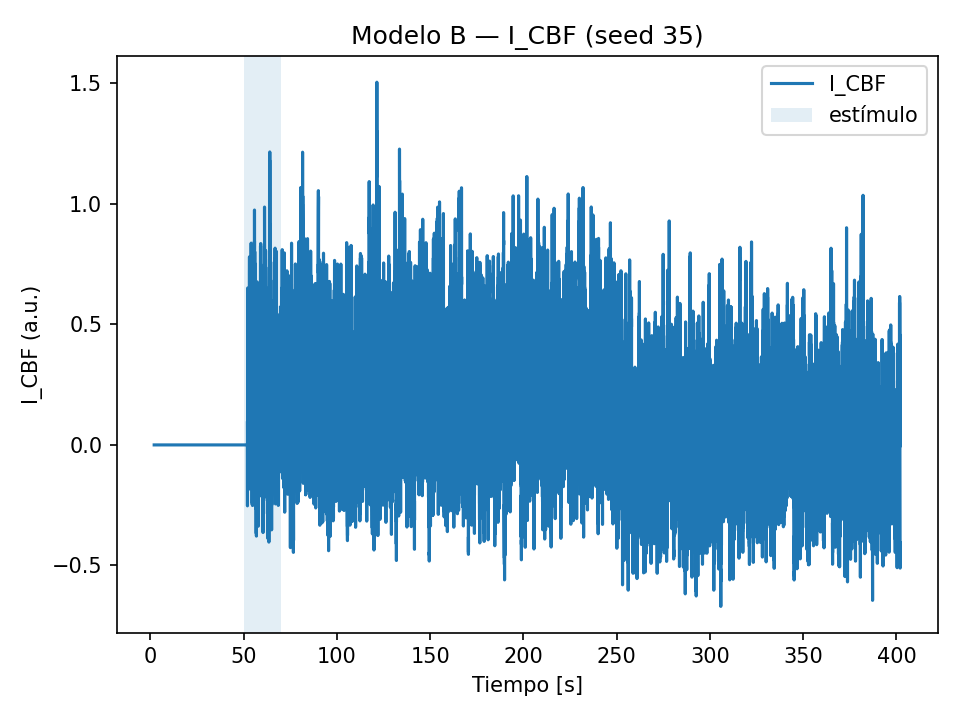 Modelo B — I_CBF (seed 35)
I_CBF
estímulo
1.5
1.0
0.5
0.0
−0.5
I_CBF (a.u.)
0 50 100 150 200 250 300 350 400
Tiempo [s]